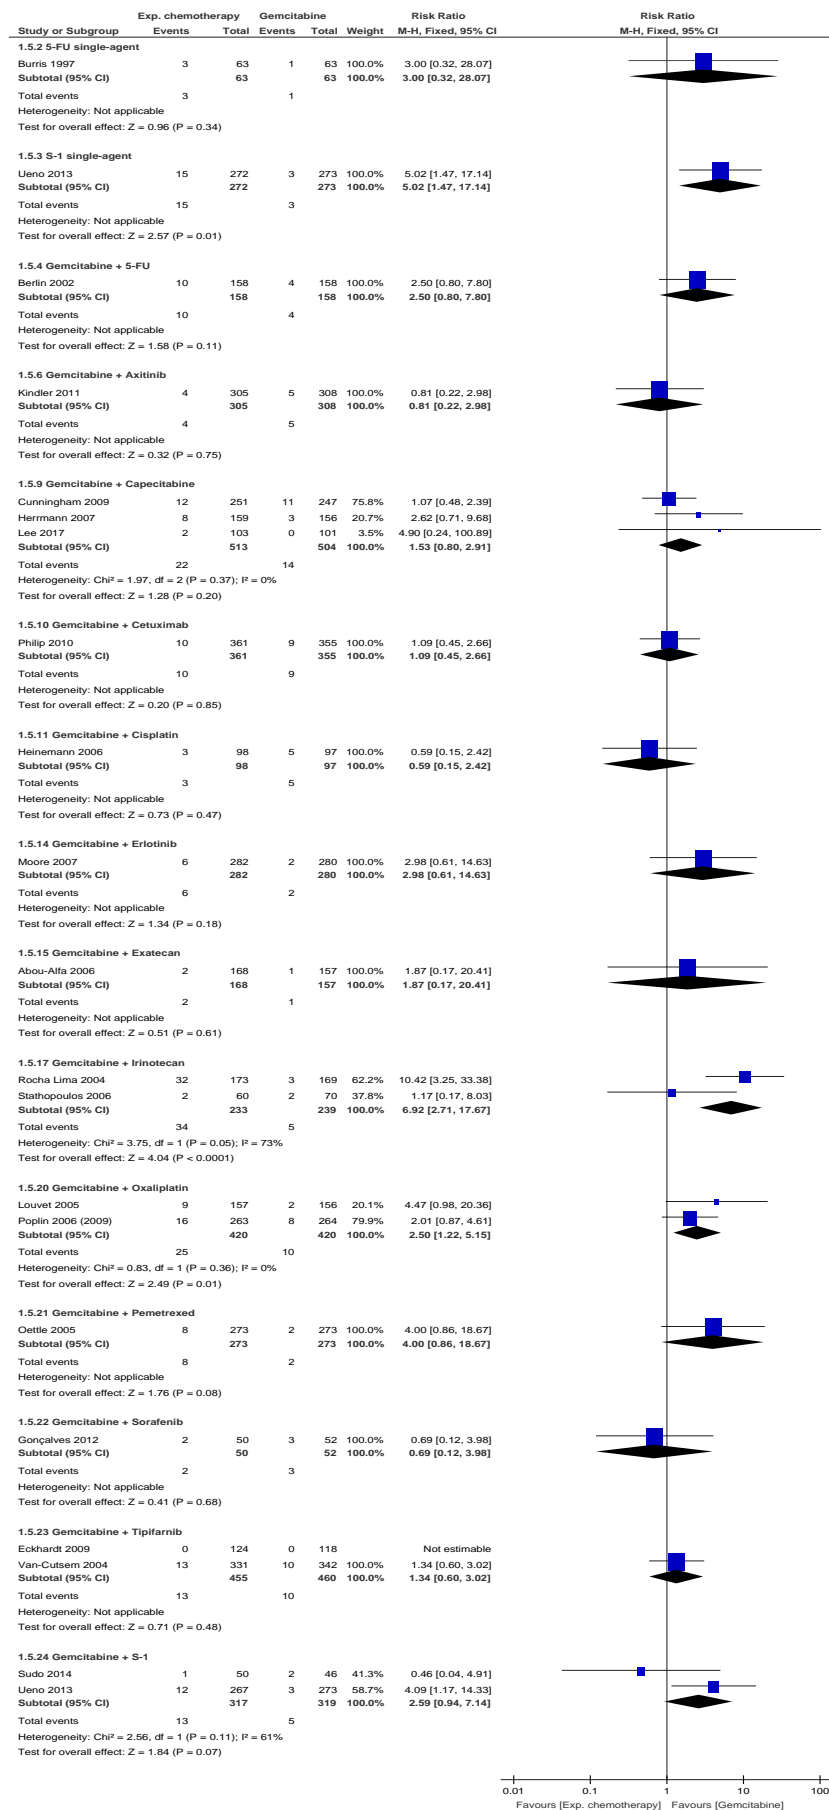 Exp. chemotherapy Gemcitabine Risk Ratio Risk Ratio
Study or Subgroup Events Total Events Total Weight M-H, Fixed, 95% CI M-H, Fixed, 95% CI
1.5.2 5-FU single-agent
Burris 1997 3 63 1 63 100.0% 3.00 [0.32, 28.07]
Subtotal (95% CI) 63 63 100.0% 3.00 [0.32, 28.07]
Total events 3 1
Heterogeneity: Not applicable
Test for overall effect: Z = 0.96 (P = 0.34)
1.5.3 S-1 single-agent
Ueno 2013 15 272 3 273 100.0% 5.02 [1.47, 17.14]
Subtotal (95% CI) 272 273 100.0% 5.02 [1.47, 17.14]
Total events 15 3
Heterogeneity: Not applicable
Test for overall effect: Z = 2.57 (P = 0.01)
1.5.4 Gemcitabine + 5-FU
Berlin 2002 10 158 4 158 100.0% 2.50 [0.80, 7.80]
Subtotal (95% CI) 158 158 100.0% 2.50 [0.80, 7.80]
Total events 10 4
Heterogeneity: Not applicable
Test for overall effect: Z = 1.58 (P = 0.11)
1.5.6 Gemcitabine + Axitinib
Kindler 2011 4 305 5 308 100.0% 0.81 [0.22, 2.98]
Subtotal (95% CI) 305 308 100.0% 0.81 [0.22, 2.98]
Total events 4 5
Heterogeneity: Not applicable
Test for overall effect: Z = 0.32 (P = 0.75)
1.5.9 Gemcitabine + Capecitabine
Cunningham 2009 12 251 11 247 75.8% 1.07 [0.48, 2.39]
Herrmann 2007 8 159 3 156 20.7% 2.62 [0.71, 9.68]
Lee 2017 2 103 0 101 3.5% 4.90 [0.24, 100.89]
Subtotal (95% CI) 513 504 100.0% 1.53 [0.80, 2.91]
Total events 22 14
Heterogeneity: Chi² = 1.97, df = 2 (P = 0.37); I² = 0%
Test for overall effect: Z = 1.28 (P = 0.20)
1.5.10 Gemcitabine + Cetuximab
Philip 2010 10 361 9 355 100.0% 1.09 [0.45, 2.66]
Subtotal (95% CI) 361 355 100.0% 1.09 [0.45, 2.66]
Total events 10 9
Heterogeneity: Not applicable
Test for overall effect: Z = 0.20 (P = 0.85)
1.5.11 Gemcitabine + Cisplatin
Heinemann 2006 3 98 5 97 100.0% 0.59 [0.15, 2.42]
Subtotal (95% CI) 98 97 100.0% 0.59 [0.15, 2.42]
Total events 3 5
Heterogeneity: Not applicable
Test for overall effect: Z = 0.73 (P = 0.47)
1.5.14 Gemcitabine + Erlotinib
Moore 2007 6 282 2 280 100.0% 2.98 [0.61, 14.63]
Subtotal (95% CI) 282 280 100.0% 2.98 [0.61, 14.63]
Total events 6 2
Heterogeneity: Not applicable
Test for overall effect: Z = 1.34 (P = 0.18)
1.5.15 Gemcitabine + Exatecan
Abou-Alfa 2006 2 168 1 157 100.0% 1.87 [0.17, 20.41]
Subtotal (95% CI) 168 157 100.0% 1.87 [0.17, 20.41]
Total events 2 1
Heterogeneity: Not applicable
Test for overall effect: Z = 0.51 (P = 0.61)
1.5.17 Gemcitabine + Irinotecan
Rocha Lima 2004 32 173 3 169 62.2% 10.42 [3.25, 33.38]
Stathopoulos 2006 2 60 2 70 37.8% 1.17 [0.17, 8.03]
Subtotal (95% CI) 233 239 100.0% 6.92 [2.71, 17.67]
Total events 34 5
Heterogeneity: Chi² = 3.75, df = 1 (P = 0.05); I² = 73%
Test for overall effect: Z = 4.04 (P < 0.0001)
1.5.20 Gemcitabine + Oxaliplatin
Louvet 2005 9 157 2 156 20.1% 4.47 [0.98, 20.36]
Poplin 2006 (2009) 16 263 8 264 79.9% 2.01 [0.87, 4.61]
Subtotal (95% CI) 420 420 100.0% 2.50 [1.22, 5.15]
Total events 25 10
Heterogeneity: Chi² = 0.83, df = 1 (P = 0.36); I² = 0%
Test for overall effect: Z = 2.49 (P = 0.01)
1.5.21 Gemcitabine + Pemetrexed
Oettle 2005 8 273 2 273 100.0% 4.00 [0.86, 18.67]
Subtotal (95% CI) 273 273 100.0% 4.00 [0.86, 18.67]
Total events 8 2
Heterogeneity: Not applicable
Test for overall effect: Z = 1.76 (P = 0.08)
1.5.22 Gemcitabine + Sorafenib
Gonçalves 2012 2 50 3 52 100.0% 0.69 [0.12, 3.98]
Subtotal (95% CI) 50 52 100.0% 0.69 [0.12, 3.98]
Total events 2 3
Heterogeneity: Not applicable
Test for overall effect: Z = 0.41 (P = 0.68)
1.5.23 Gemcitabine + Tipifarnib
Eckhardt 2009 0 124 0 118 Not estimable
Van-Cutsem 2004 13 331 10 342 100.0% 1.34 [0.60, 3.02]
Subtotal (95% CI) 455 460 100.0% 1.34 [0.60, 3.02]
Total events 13 10
Heterogeneity: Not applicable
Test for overall effect: Z = 0.71 (P = 0.48)
1.5.24 Gemcitabine + S-1
Sudo 2014 1 50 2 46 41.3% 0.46 [0.04, 4.91]
Ueno 2013 12 267 3 273 58.7% 4.09 [1.17, 14.33]
Subtotal (95% CI) 317 319 100.0% 2.59 [0.94, 7.14]
Total events 13 5
Heterogeneity: Chi² = 2.56, df = 1 (P = 0.11); I² = 61%
Test for overall effect: Z = 1.84 (P = 0.07)
0.01 0.1 1 10 100
Favours [Exp. chemotherapy] Favours [Gemcitabine]